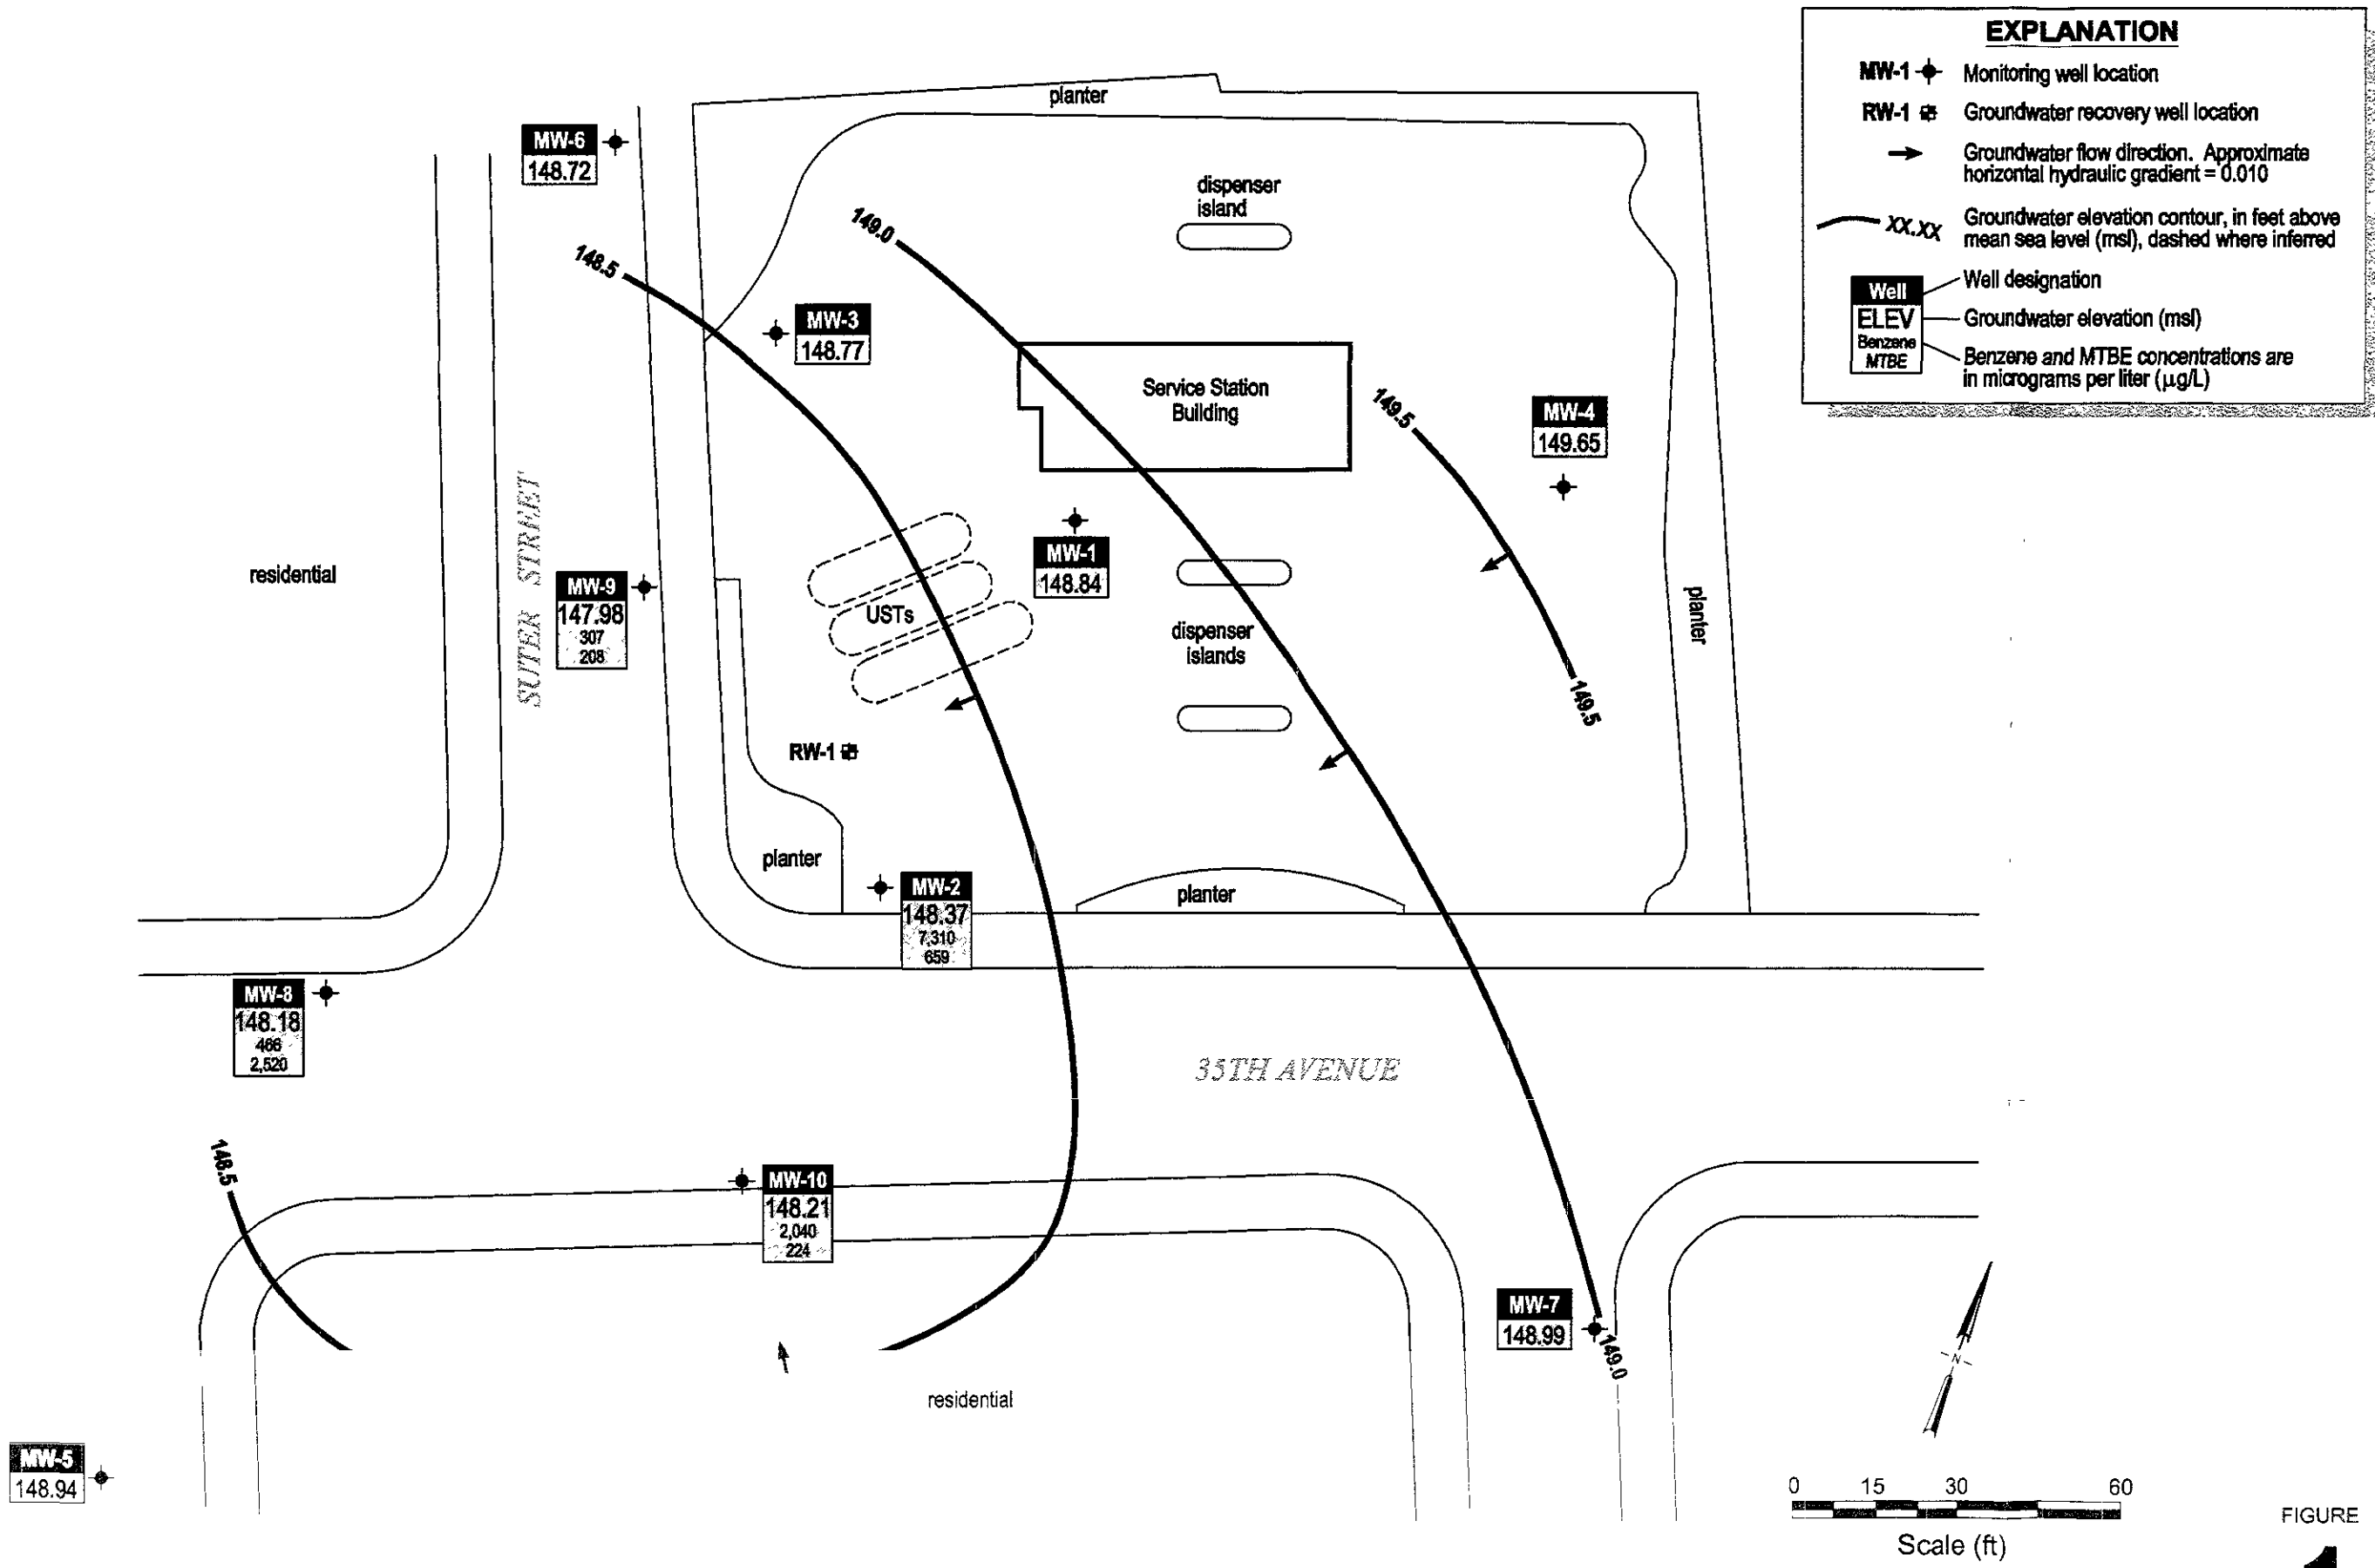 EXPLANATION
MW-1 Monitoring well location
RW-1 Groundwater recovery well location
Groundwater flow direction. Approximate
horizontal hydraulic gradient = 0.010
XX.XX Groundwater elevation contour, in feet above
mean sea level (msl), dashed where inferred
Well
ELEV
Benzene
MTBE
Well designation
Groundwater elevation (msl)
Benzene and MTBE concentrations are
in micrograms per liter (µg/L)
planter
MW-6
148.72
dispenser
island
149.0
148.5
MW-3
148.77
Service Station
Building
149.5
MW-4
149.65
SUTER STREET
residential
MW-9
147.98
307
208
USTs
MW-1
148.84
dispenser
islands
planter
149.5
RW-1
planter
MW-2
148.37
7,310
659
planter
MW-8
148.18
466
2,520
35TH AVENUE
148.5
MW-10
148.21
2,040
224
MW-7
148.99
149.0
residential
N
MW-5
148.94
0 15 30 60
Scale (ft)
FIGURE